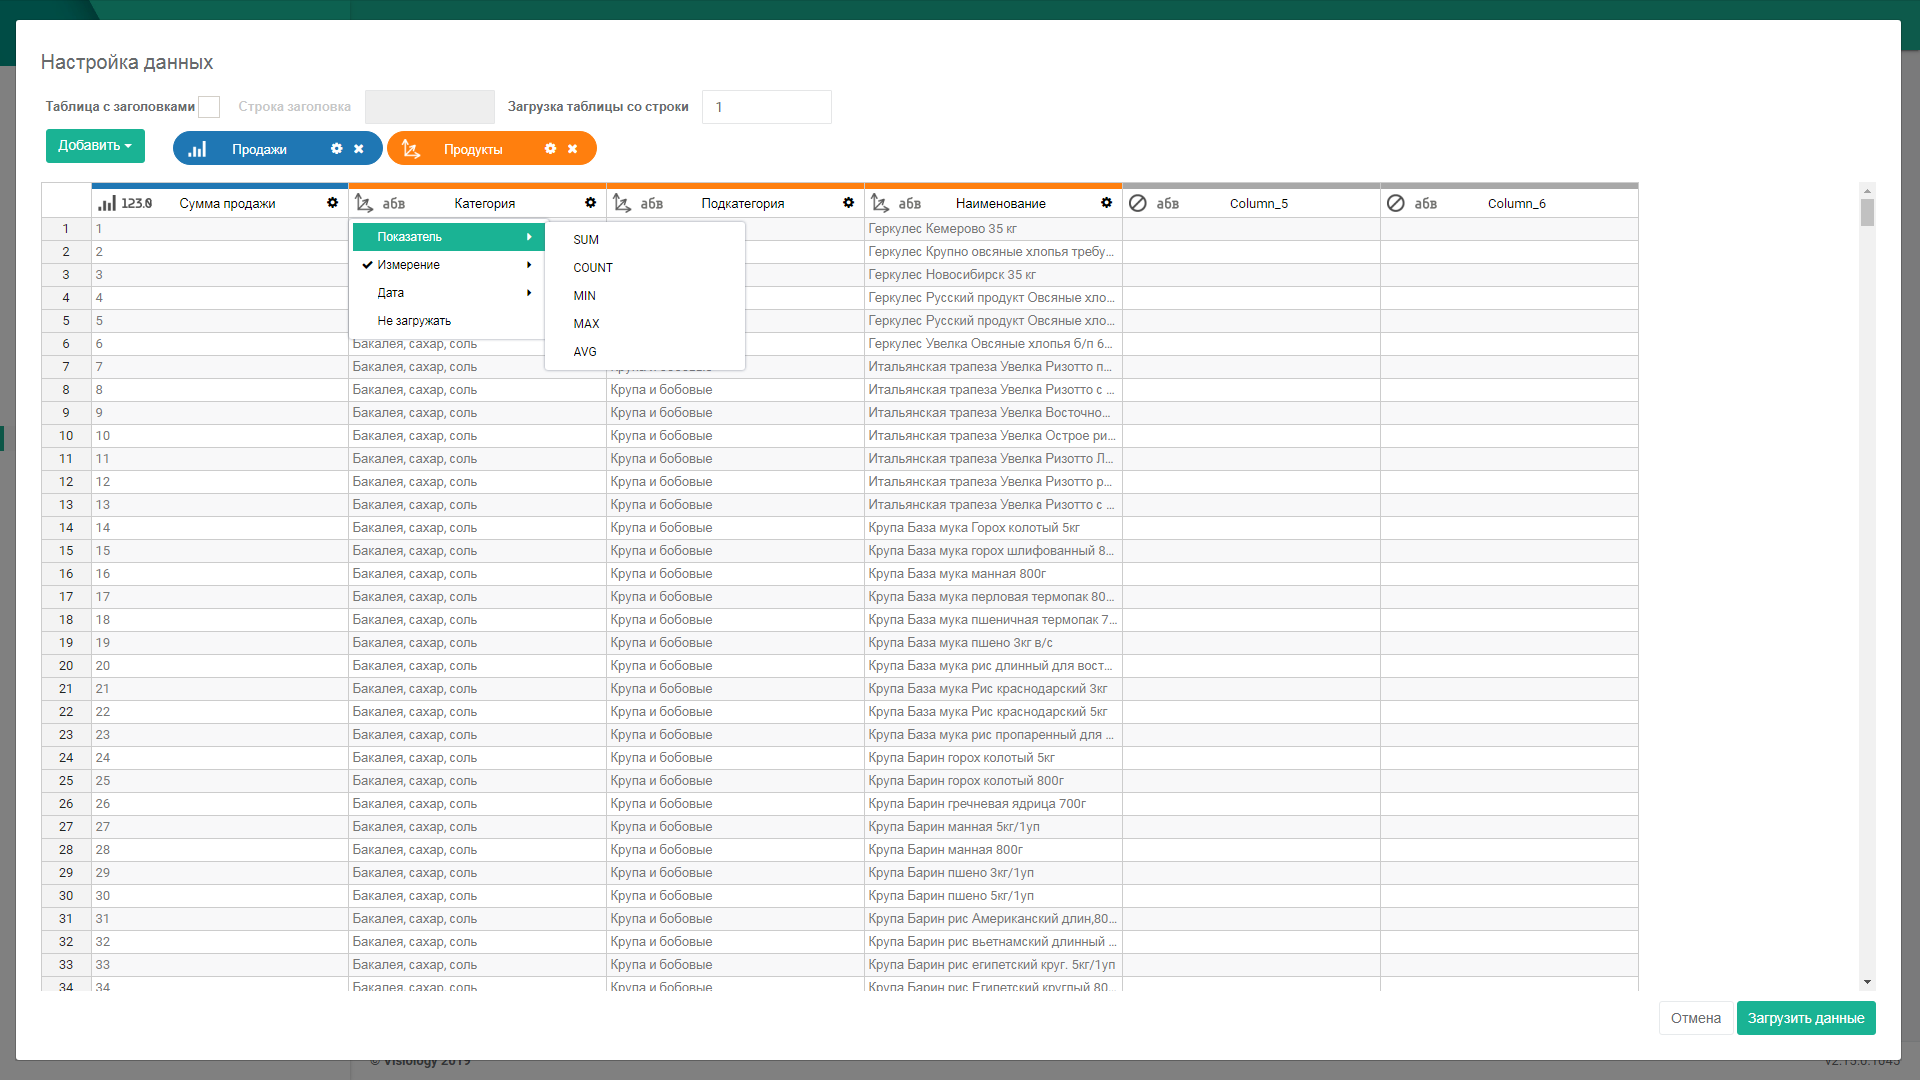 Настройка данных
Таблица с заголовками Строка заголовка Загрузка таблицы со строки 1
Добавить Продажи Продукты
123.0 Сумма продажи абв Категория абв Подкатегория абв Наименование абв Column_5 абв Column_6
1 1 Геркулес Кемерово 35 кг
Показатель SUM
2 2 Геркулес Крупно овсяные хлопья требу...
Измерение COUNT
3 3 Геркулес Новосибирск 35 кг
Дата MIN
4 4 Геркулес Русский продукт Овсяные хло...
Не загружать MAX
5 5 Геркулес Русский продукт Овсяные хло...
6 6 Бакалея, сахар, соль Геркулес Увелка Овсяные хлопья б/п 6...
AVG
7 7 Бакалея, сахар, соль Крупа и бобовые Итальянская трапеза Увелка Ризотто п...
8 8 Бакалея, сахар, соль Крупа и бобовые Итальянская трапеза Увелка Ризотто с ...
9 9 Бакалея, сахар, соль Крупа и бобовые Итальянская трапеза Увелка Восточно...
10 10 Бакалея, сахар, соль Крупа и бобовые Итальянская трапеза Увелка Острое ри...
11 11 Бакалея, сахар, соль Крупа и бобовые Итальянская трапеза Увелка Ризотто Л...
12 12 Бакалея, сахар, соль Крупа и бобовые Итальянская трапеза Увелка Ризотто р...
13 13 Бакалея, сахар, соль Крупа и бобовые Итальянская трапеза Увелка Ризотто с ...
14 14 Бакалея, сахар, соль Крупа и бобовые Крупа База мука Горох колотый 5кг
15 15 Бакалея, сахар, соль Крупа и бобовые Крупа База мука горох шлифованный 8...
16 16 Бакалея, сахар, соль Крупа и бобовые Крупа База мука манная 800г
17 17 Бакалея, сахар, соль Крупа и бобовые Крупа База мука перловая термопак 80...
18 18 Бакалея, сахар, соль Крупа и бобовые Крупа База мука пшеничная термопак 7...
19 19 Бакалея, сахар, соль Крупа и бобовые Крупа База мука пшено 3кг в/с
20 20 Бакалея, сахар, соль Крупа и бобовые Крупа База мука рис длинный для вост...
21 21 Бакалея, сахар, соль Крупа и бобовые Крупа База мука Рис краснодарский 3кг
22 22 Бакалея, сахар, соль Крупа и бобовые Крупа База мука Рис краснодарский 5кг
23 23 Бакалея, сахар, соль Крупа и бобовые Крупа База мука рис пропаренный для ...
24 24 Бакалея, сахар, соль Крупа и бобовые Крупа Барин горох колотый 5кг
25 25 Бакалея, сахар, соль Крупа и бобовые Крупа Барин горох колотый 800г
26 26 Бакалея, сахар, соль Крупа и бобовые Крупа Барин гречневая ядрица 700г
27 27 Бакалея, сахар, соль Крупа и бобовые Крупа Барин манная 5кг/1уп
28 28 Бакалея, сахар, соль Крупа и бобовые Крупа Барин манная 800г
29 29 Бакалея, сахар, соль Крупа и бобовые Крупа Барин пшено 3кг/1уп
30 30 Бакалея, сахар, соль Крупа и бобовые Крупа Барин пшено 5кг/1уп
31 31 Бакалея, сахар, соль Крупа и бобовые Крупа Барин рис Американский длин,80...
32 32 Бакалея, сахар, соль Крупа и бобовые Крупа Барин рис вьетнамский длинный ...
33 33 Бакалея, сахар, соль Крупа и бобовые Крупа Барин рис египетский круг. 5кг/1уп
34 34 Бакалея, сахар, соль Крупа и бобовые Крупа Барин рис Египетский круглый 80...
Отмена Загрузить данные
© Visiology 2019